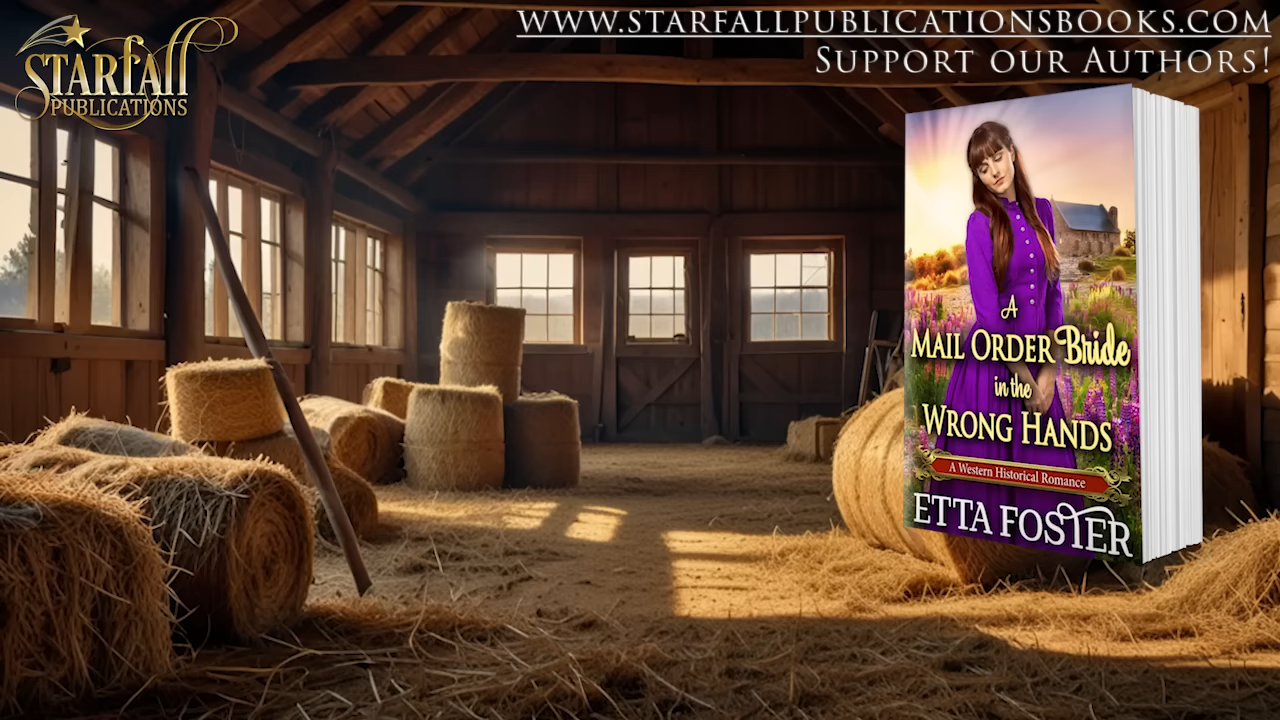 STARfall
PUBLICATIONS
WWW.STARFALLPUBLICATIONSBOOKS.COM
SUPPORT OUR AUTHORS!
A
MAIL ORDER Bride
in the
WRONG HANDS
A Western Historical Romance
ETTA FOSTER